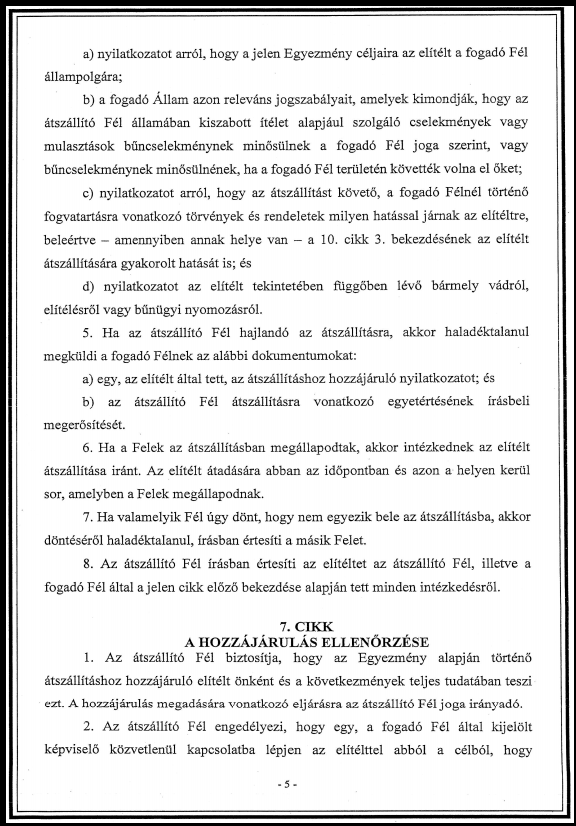 a) nyilatkozatot arról, hogy a jelen Egyezmény céljaira az elítélt a fogadó Fél
állampolgára;
b) a fogadó Állam azon releváns jogszabályait, amelyek kimondják, hogy az
átszállító Fél államában kiszabott ítélet alapjául szolgáló cselekmények vagy
mulasztások bűncselekménynek minősülnek a fogadó Fél joga szerint, vagy
bűncselekménynek minősülnének, ha a fogadó Fél területén követték volna el őket;
c) nyilatkozatot arról, hogy az átszállítást követő, a fogadó Félnél történő
fogvatartásra vonatkozó törvények és rendeletek milyen hatással járnak az elítéltre,
beleértve – amennyiben annak helye van – a 10. cikk 3. bekezdésének az elítélt
átszállítására gyakorolt hatását is; és
d) nyilatkozatot az elítélt tekintetében függőben lévő bármely vádról,
elítélésről vagy bűnügyi nyomozásról.
5. Ha az átszállító Fél hajlandó az átszállításra, akkor haladéktalanul
megküldi a fogadó Félnek az alábbi dokumentumokat:
a) egy, az elítélt által tett, az átszállításhoz hozzájáruló nyilatkozatot; és
b) az átszállító Fél átszállításra vonatkozó egyetértésének írásbeli
megerősítését.
6. Ha a Felek az átszállításban megállapodtak, akkor intézkednek az elítélt
átszállítása iránt. Az elítélt átadására abban az időpontban és azon a helyen kerül
sor, amelyben a Felek megállapodnak.
7. Ha valamelyik Fél úgy dönt, hogy nem egyezik bele az átszállításba, akkor
döntéséről haladéktalanul, írásban értesíti a másik Felet.
8. Az átszállító Fél írásban értesíti az elítéltet az átszállító Fél, illetve a
fogadó Fél által a jelen cikk előző bekezdése alapján tett minden intézkedésről.
7. CIKK
A HOZZÁJÁRULÁS ELLENŐRZÉSE
1. Az átszállító Fél biztosítja, hogy az Egyezmény alapján történő
átszállításhoz hozzájáruló elítélt önként és a következmények teljes tudatában teszi
ezt. A hozzájárulás megadására vonatkozó eljárásra az átszállító Fél joga irányadó.
2. Az átszállító Fél engedélyezi, hogy egy, a fogadó Fél által kijelölt
képviselő közvetlenül kapcsolatba lépjen az elítélttel abból a célból, hogy
- 5 -